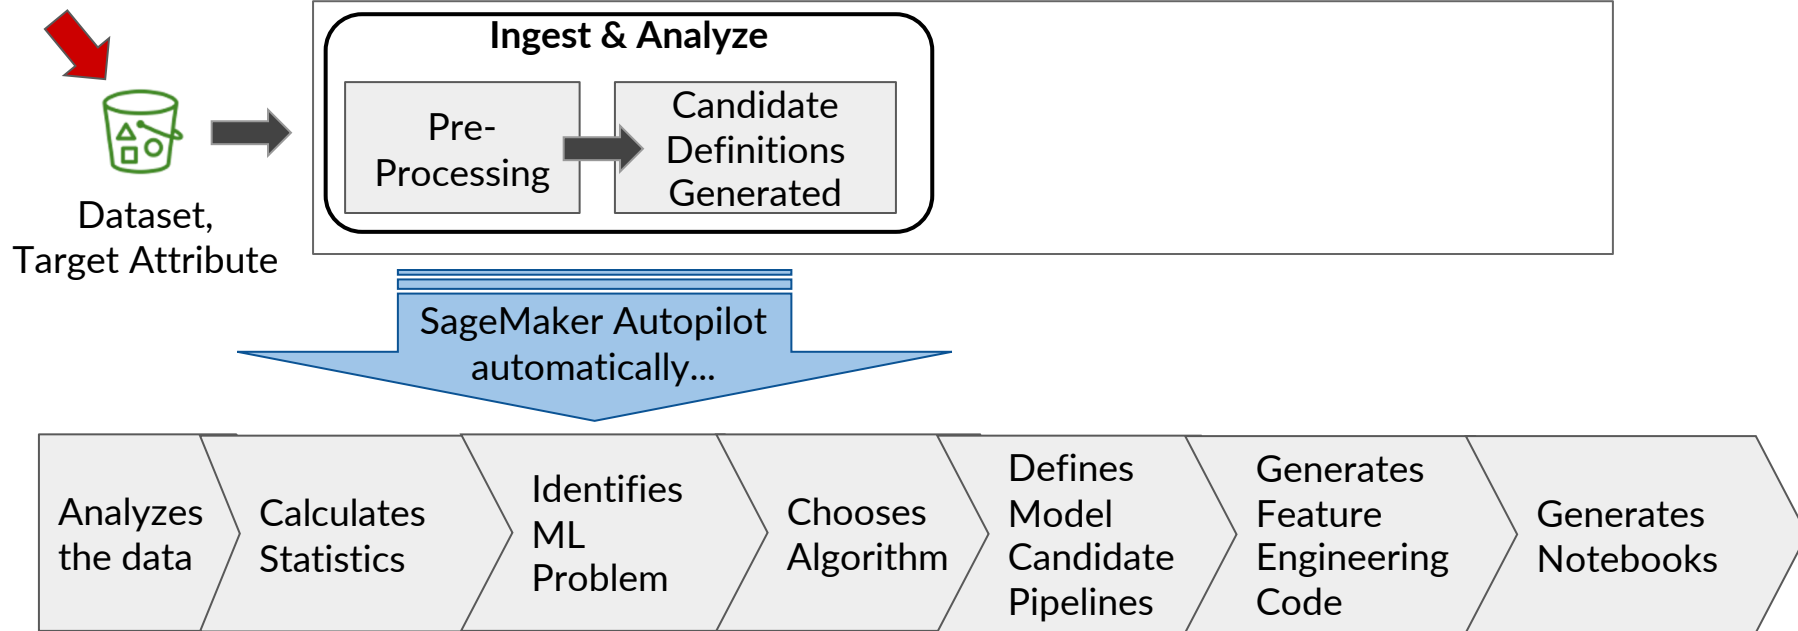 Ingest & Analyze
Pre-
Processing
Candidate
Definitions
Generated
Dataset,
Target Attribute
SageMaker Autopilot
automatically...
Analyzes
the data
Calculates
Statistics
Identifies
ML
Problem
Chooses
Algorithm
Defines
Model
Candidate
Pipelines
Generates
Feature
Engineering
Code
Generates
Notebooks